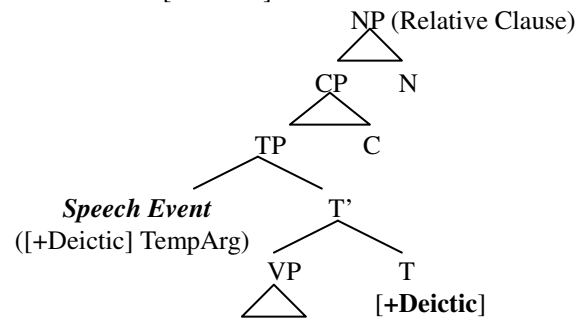 NP (Relative Clause)
CP N
TP C
Speech Event T’
([+Deictic] TempArg)
VP T
[+Deictic]